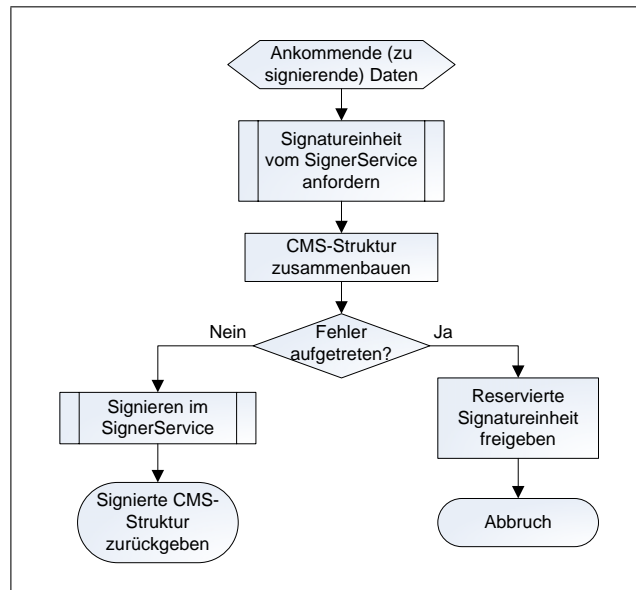 Ankommende (zu
signierende) Daten
Signatureinheit
vom SignerService
anfordern
CMS-Struktur
zusammenbauen
Nein
Fehler
aufgetreten?
Ja
Signieren im
SignerService
Reservierte
Signatureinheit
freigeben
Signierte CMS-
Struktur
zurückgeben
Abbruch